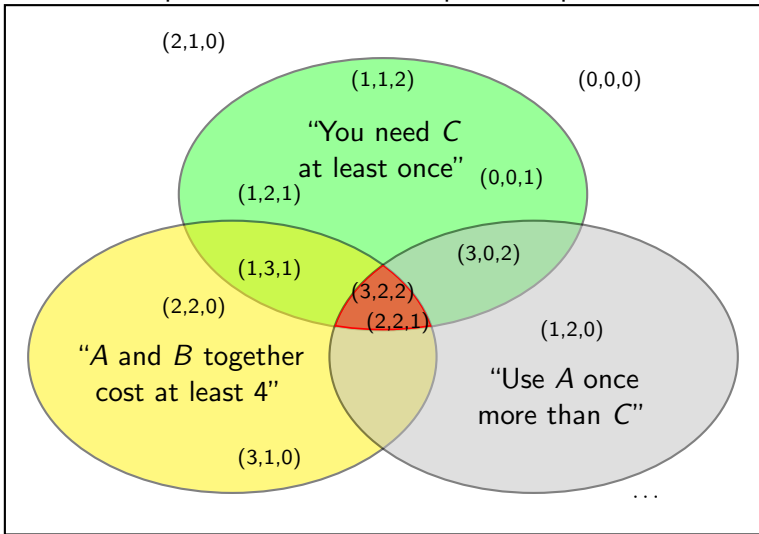 (2,1,0)
(1,1,2)
(0,0,0)
“You need C
at least once”
(0,0,1)
(1,2,1)
(3,0,2)
(1,3,1)
(3,2,2)
(2,2,0)
(2,2,1)
(1,2,0)
“A and B together
cost at least 4”
“Use A once
more than C”
(3,1,0)
...